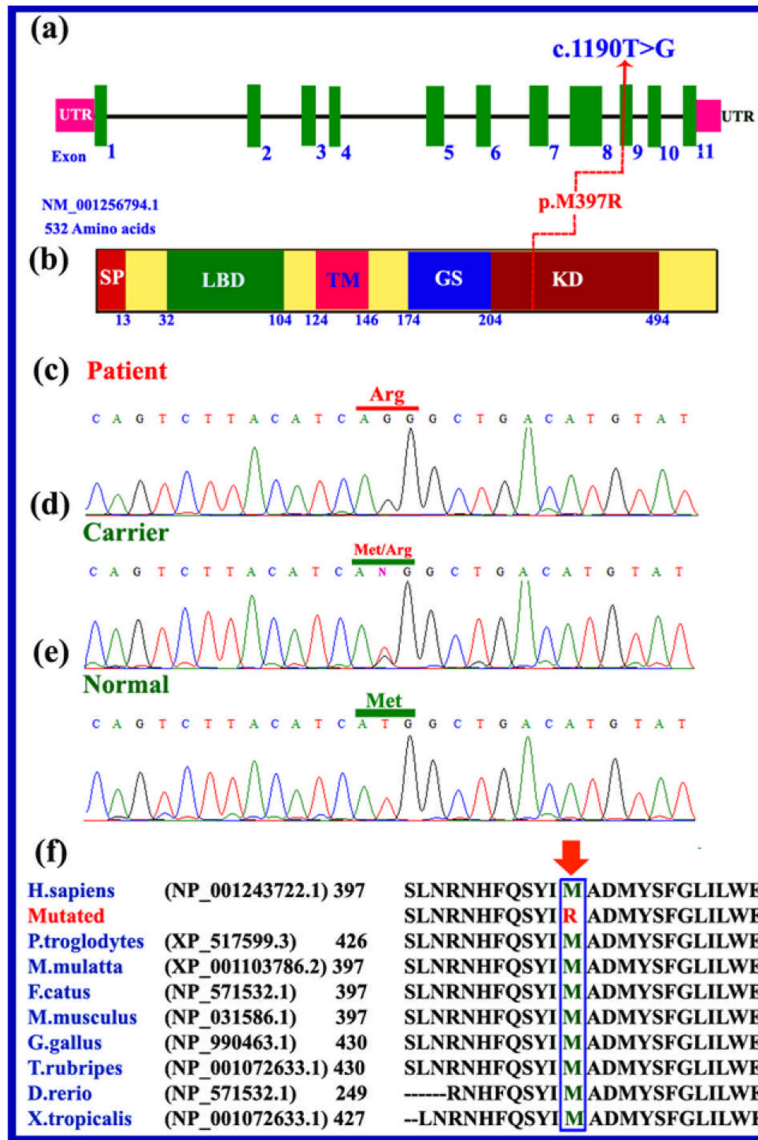 (a)
c.1190T>G
UTR
UTR
Exon 1 2 3 4 5 6 7 8 9 10 11
p.M397R
NM_001256794.1
532 Amino acids
(b)
SP LBD TM GS KD
13 32 104 124 146 174 204 494
(c) Patient
Arg
C A G T C T T A C A T C A G G G C T G A C A T G T A T
(d)
Carrier
Met/Arg
C A G T C T T A C A T C A N G G C T G A C A T G T A T
(e)
Normal
Met
C A G T C T T A C A T C A T G G C T G A C A T G T A T
(f)
H.sapiens (NP_001243722.1) 397 SLNRNHFQSYI M ADMYSFGLILWE
Mutated SLNRNHFQSYI R ADMYSFGLILWE
P.troglodytes (XP_517599.3) 426 SLNRNHFQSYI M ADMYSFGLILWE
M.mulatta (XP_001103786.2) 397 SLNRNHFQSYI M ADMYSFGLILWE
F.catus (NP_571532.1) 397 SLNRNHFQSYI M ADMYSFGLILWE
M.musculus (NP_031586.1) 397 SLNRNHFQSYI M ADMYSFGLILWE
G.gallus (NP_990463.1) 430 SLNRNHFQSYI M ADMYSFGLILWE
T.rubripes (NP_001072633.1) 430 SLNRNHFQSYI M ADMYSFGLILWE
D.rerio (NP_571532.1) 249 ------RNHFQSYI M ADMYSFGLILWE
X.tropicalis (NP_001072633.1) 427 --LNRNHFQSYI M ADMYSFGLILWE